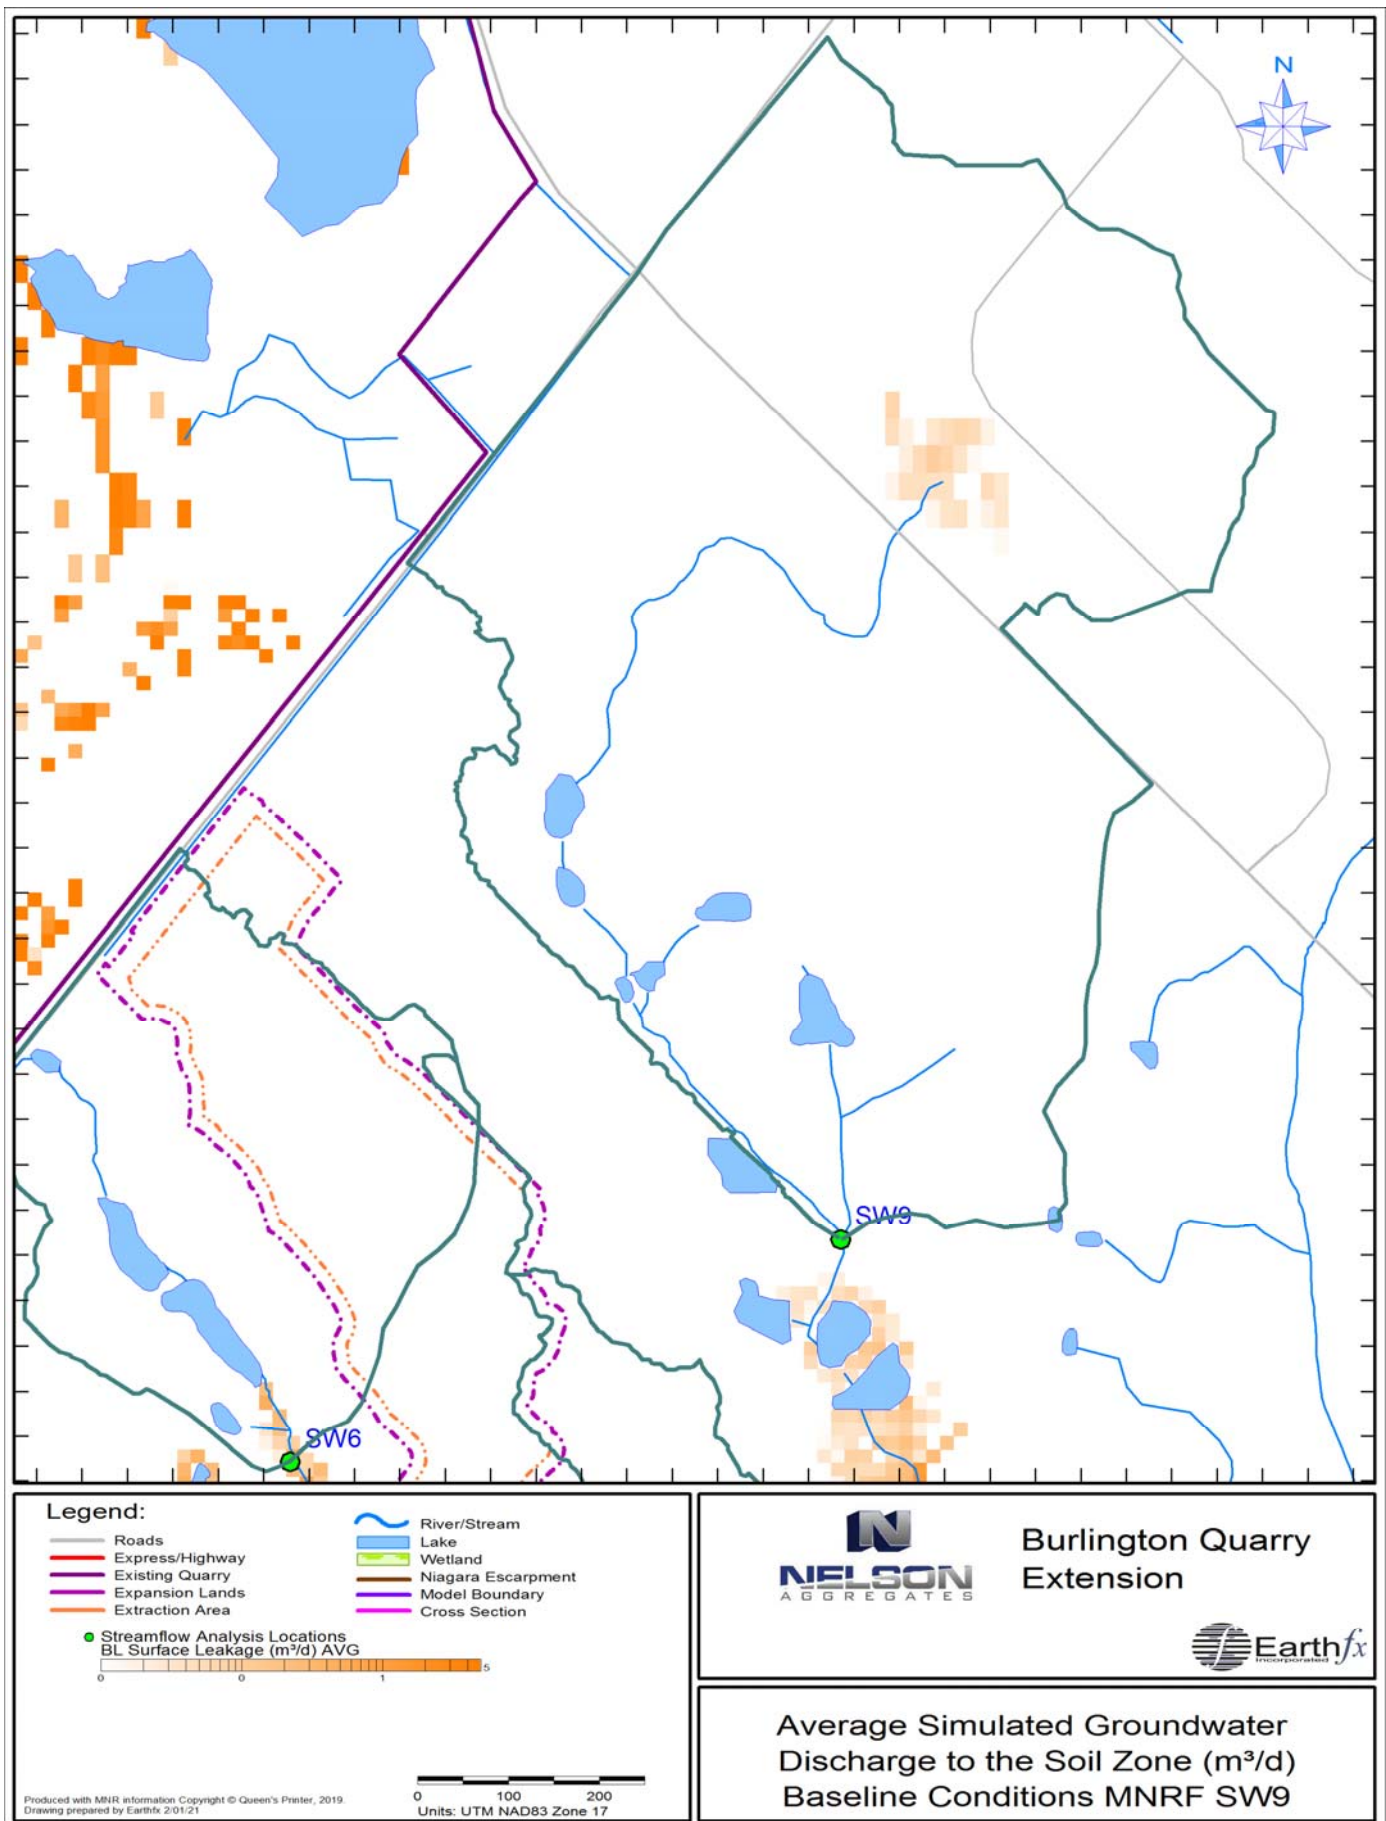 N
SW9
SW6
Legend:
Roads
Express/Highway
Existing Quarry
Expansion Lands
Extraction Area
River/Stream
Lake
Wetland
Niagara Escarpment
Model Boundary
Cross Section
Streamflow Analysis Locations
BL Surface Leakage (m³/d) AVG
0 0 1 5
0 100 200
Units: UTM NAD83 Zone 17
Produced with MNR information Copyright © Queen's Printer, 2019.
Drawing prepared by Earthfx 2/01/21
N
NELSON
AGGREGATES
Burlington Quarry
Extension
Earthfx
Incorporated
Average Simulated Groundwater
Discharge to the Soil Zone (m³/d)
Baseline Conditions MNRF SW9